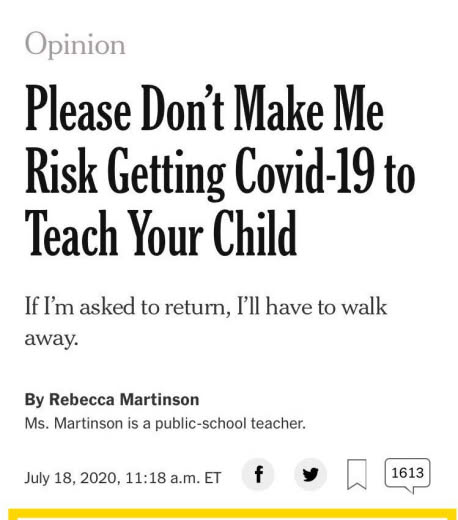 Opinion
Please Don't Make Me
Risk Getting Covid-19 to
Teach Your Child
If I'm asked to return, I'll have to walk
away.
By Rebecca Martinson
Ms. Martinson is a public-school teacher.
July 18, 2020, 11:18 a.m. ET f 1613